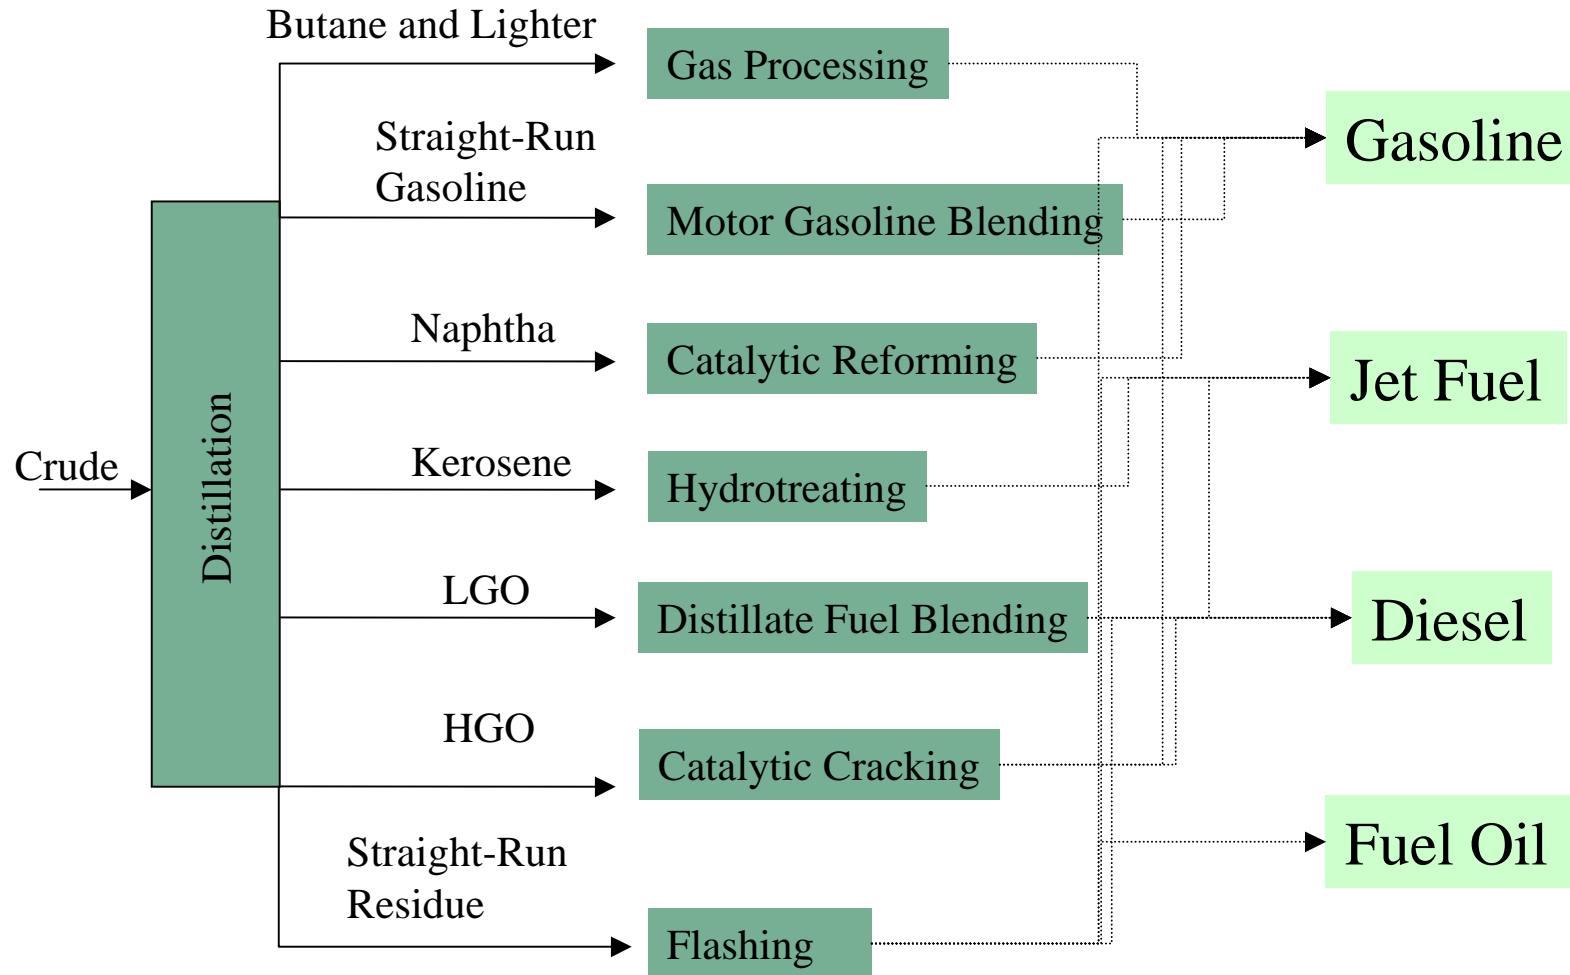 Butane and Lighter
Gas Processing
Straight-Run
Gasoline
Gasoline
Motor Gasoline Blending
Naphtha
Catalytic Reforming
Jet Fuel
Crude
Distillation
Kerosene
Hydrotreating
LGO
Distillate Fuel Blending
Diesel
HGO
Catalytic Cracking
Fuel Oil
Straight-Run
Residue
Flashing